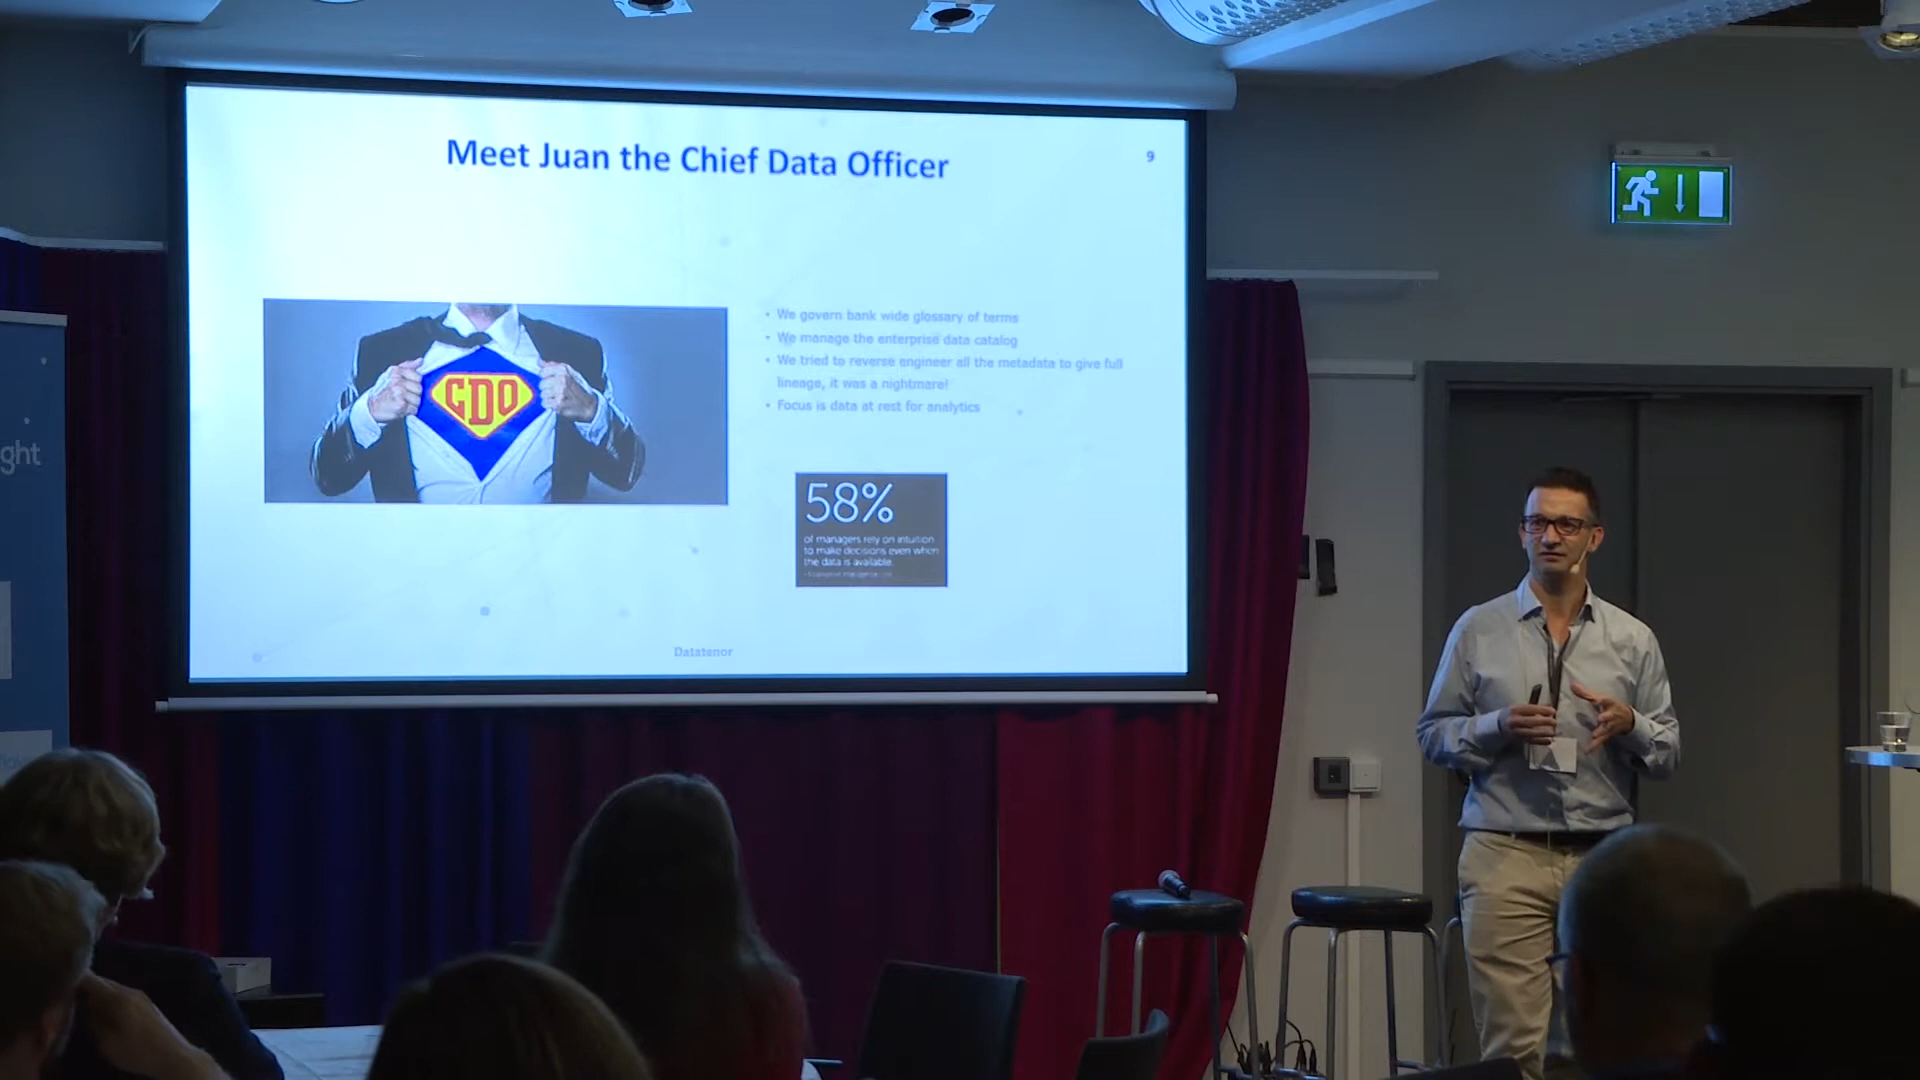 Meet Juan the Chief Data Officer
9
CDO
• We govern bank wide glossary of terms
• We manage the enterprise data catalog
• We tried to reverse engineer all the metadata to give full
lineage, it was a nightmare!
• Focus is data at rest for analytics
58%
of managers rely on intuition
to make decisions even when
the data is available.
Datatenor
ght